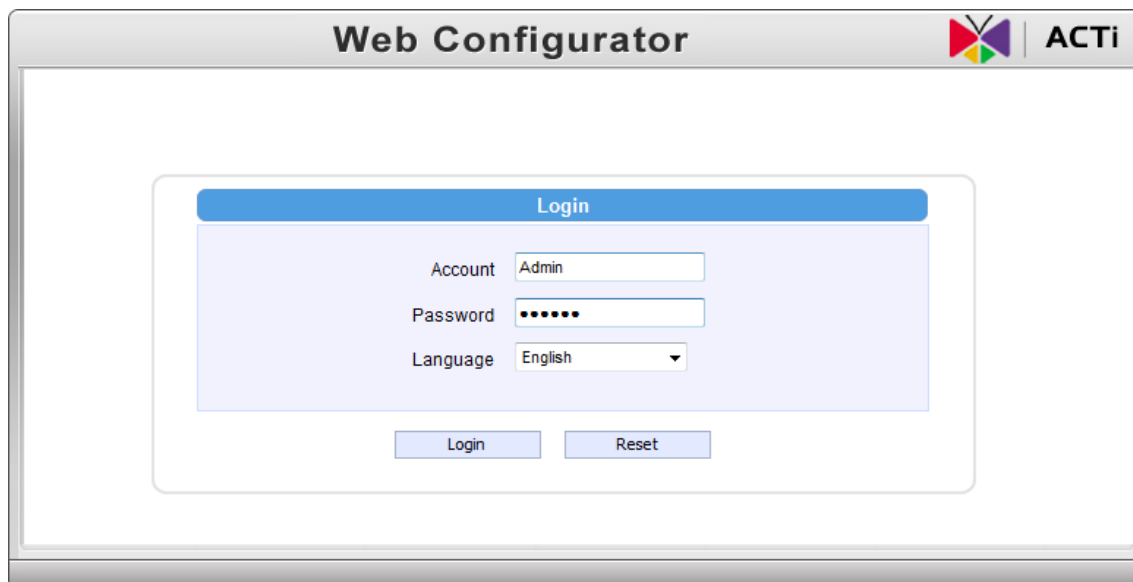 Web Configurator
ACTi
Login
Account Admin
Password ••••••
Language English
Login Reset